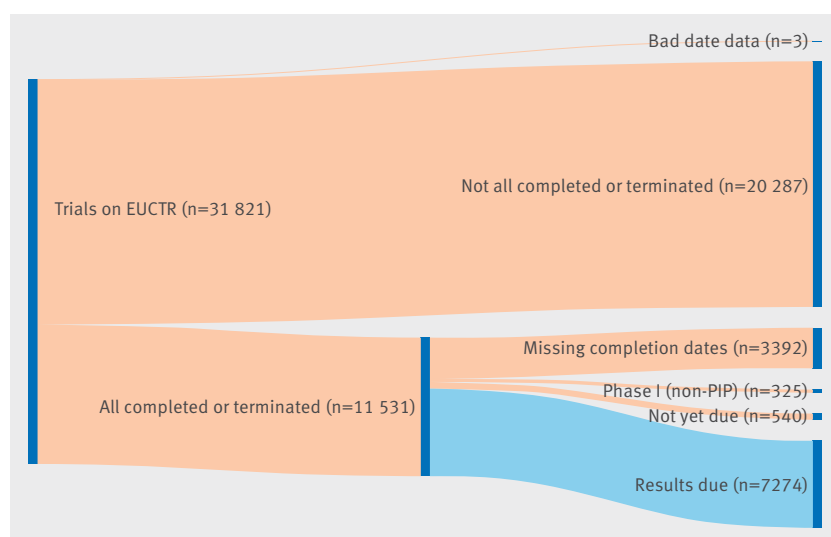 Bad date data (n=3)
Not all completed or terminated (n=20 287)
Trials on EUCTR (n=31 821)
Missing completion dates (n=3392)
Phase I (non-PIP) (n=325)
All completed or terminated (n=11 531)
Not yet due (n=540)
Results due (n=7274)